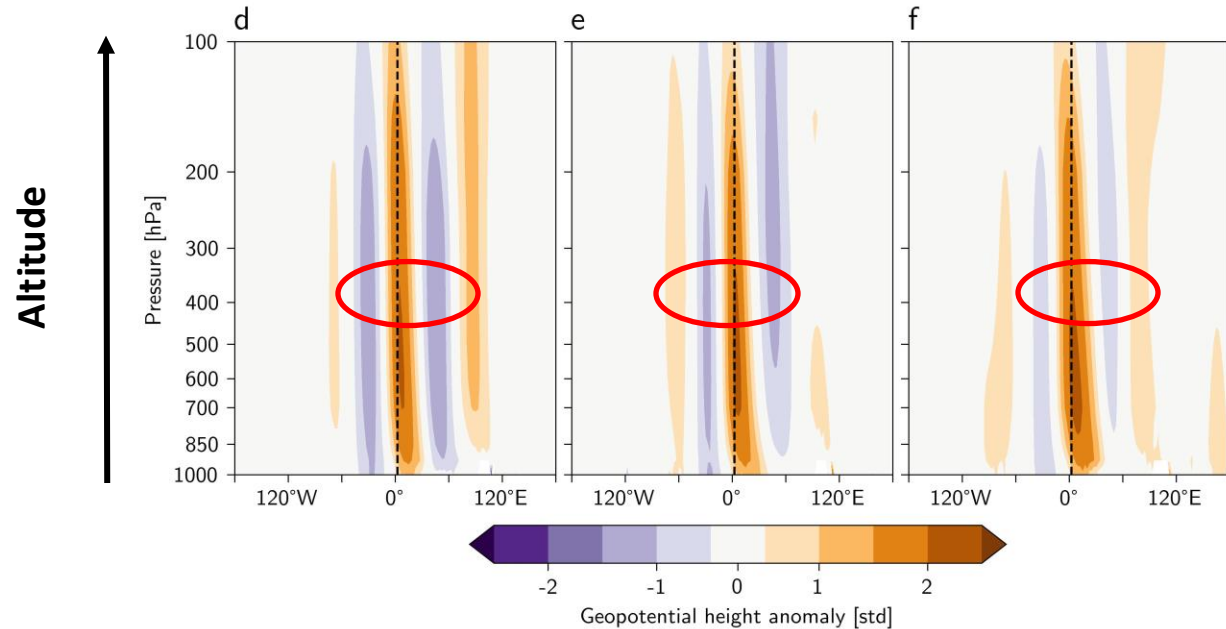 d
e
f
Altitude
Pressure [hPa]
100
200
300
400
500
600
700
850
1000
120°W 0° 120°E
120°W 0° 120°E
120°W 0° 120°E
-2 -1 0 1 2
Geopotential height anomaly [std]